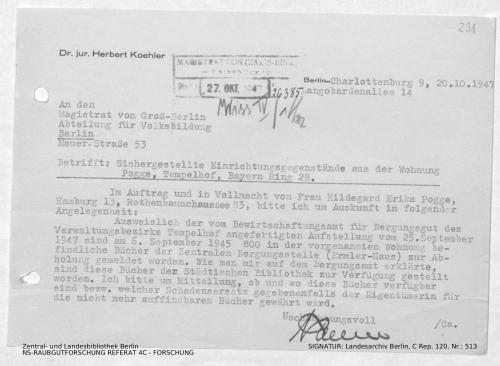 291
Dr. jur. Herbert Koehler
MAGISTRAT VON GROSS-BERLIN
27. OKT. 1947
Berlin-Charlottenburg 9, 20.10.1947
Langobardenallee 14
An den
Magistrat von Groß-Berlin
Abteilung für Volksbildung
Berlin
Mauer-Straße 53
Betrifft: Sichergestellte Einrichtungsgegenstände aus der Wohnung
Pogge, Tempelhof, Bayern Ring 28.
Im Auftrag und in Vollmacht von Frau Hildegard Erika Pogge,
Hamburg 13, Rothenbaumchaussee 83, bitte ich um Auskunft in folgender
Angelegenheit:
Ausweislich der vom Bewirtschaftungsamt für Bergungsgut des
Verwaltungsbezirks Tempelhof angefertigten Aufstellung vom 25.September
1947 sind am 6. September 1945 800 in der vorgenannten Wohnung be-
findliche Bücher der Zentralen Bergungsstelle (Ermler-Haus) zur Ab-
holung gemeldet worden. Wie man mir auf dem Bergungsamt erklärte,
sind diese Bücher den Städtischen Bibliothek zur Verfügung gestellt
worden. Ich bitte um Mitteilung, ob und wo diese Bücher verfügbar
sind bezw. welcher Schadensersatz gegebenenfalls der Eigentümerin für
die nicht mehr auffindbaren Bücher gewährt wird.
Hochachtungsvoll
/Ca.
Zentral- und Landesbibliothek Berlin
NS-RAUBGUTFORSCHUNG REFERAT 4C - FORSCHUNG
SIGNATUR: Landesarchiv Berlin, C Rep. 120, Nr.: 513